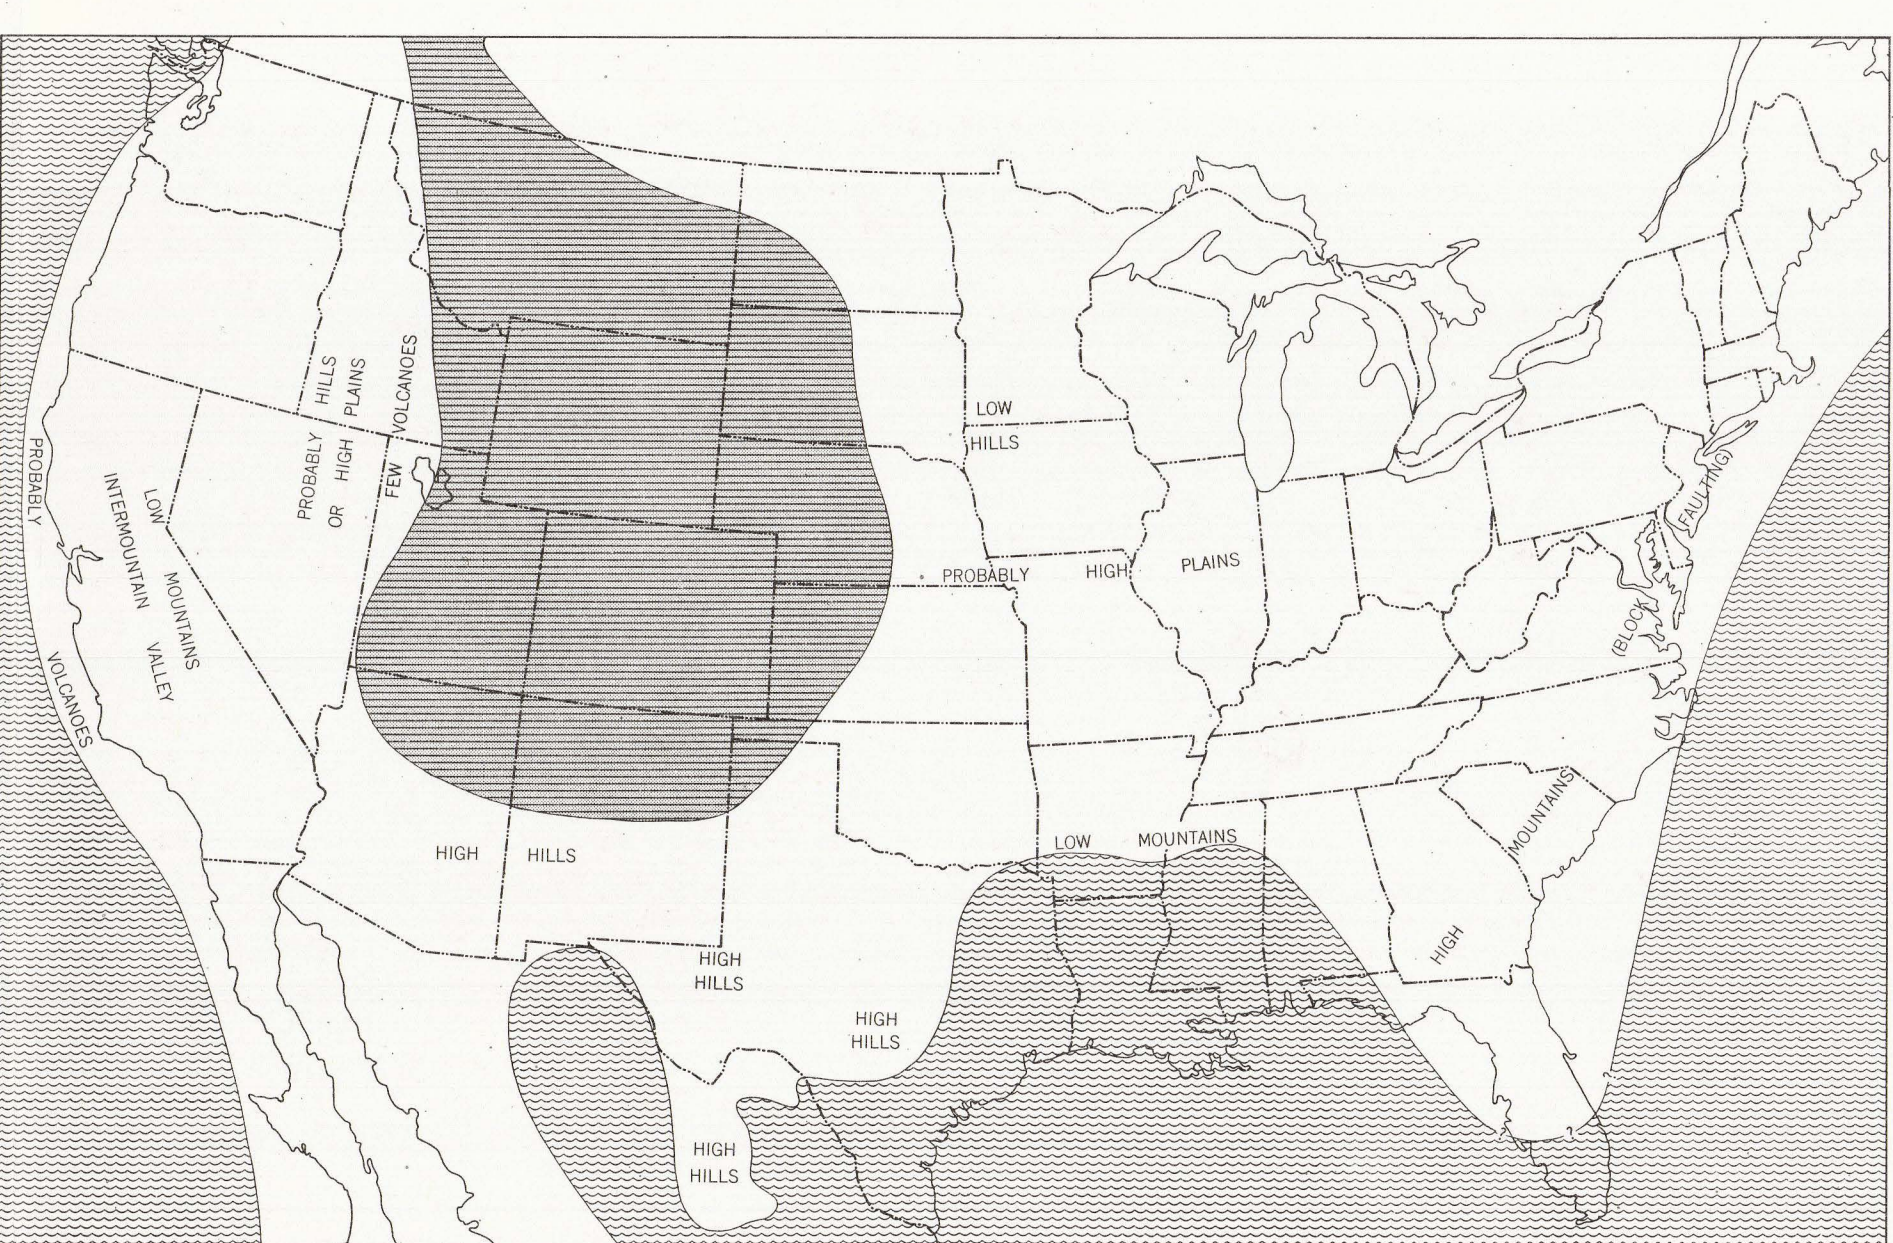 PROBABLY
VOLCANOES
LOW MOUNTAINS
INTERMOUNTAIN VALLEY
PROBABLY HILLS
OR HIGH PLAINS
FEW VOLCANOES
LOW
HILLS
PROBABLY HIGH PLAINS
(BLOCK FAULTING)
HIGH MOUNTAINS
LOW MOUNTAINS
HIGH HILLS
HIGH
HILLS
HIGH
HILLS
HIGH
HILLS
?
?
?